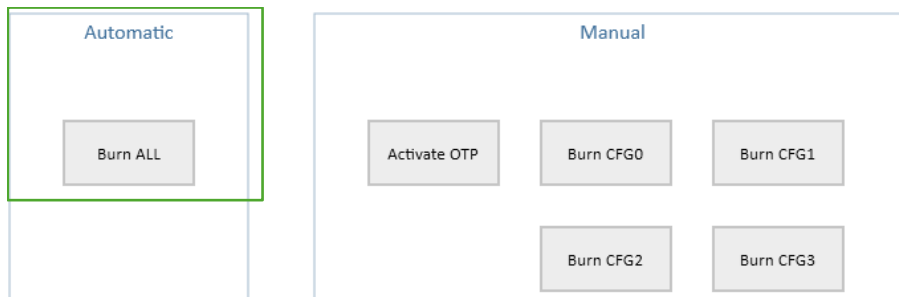 Automatic
Manual
Burn ALL
Activate OTP
Burn CFG0
Burn CFG1
Burn CFG2
Burn CFG3